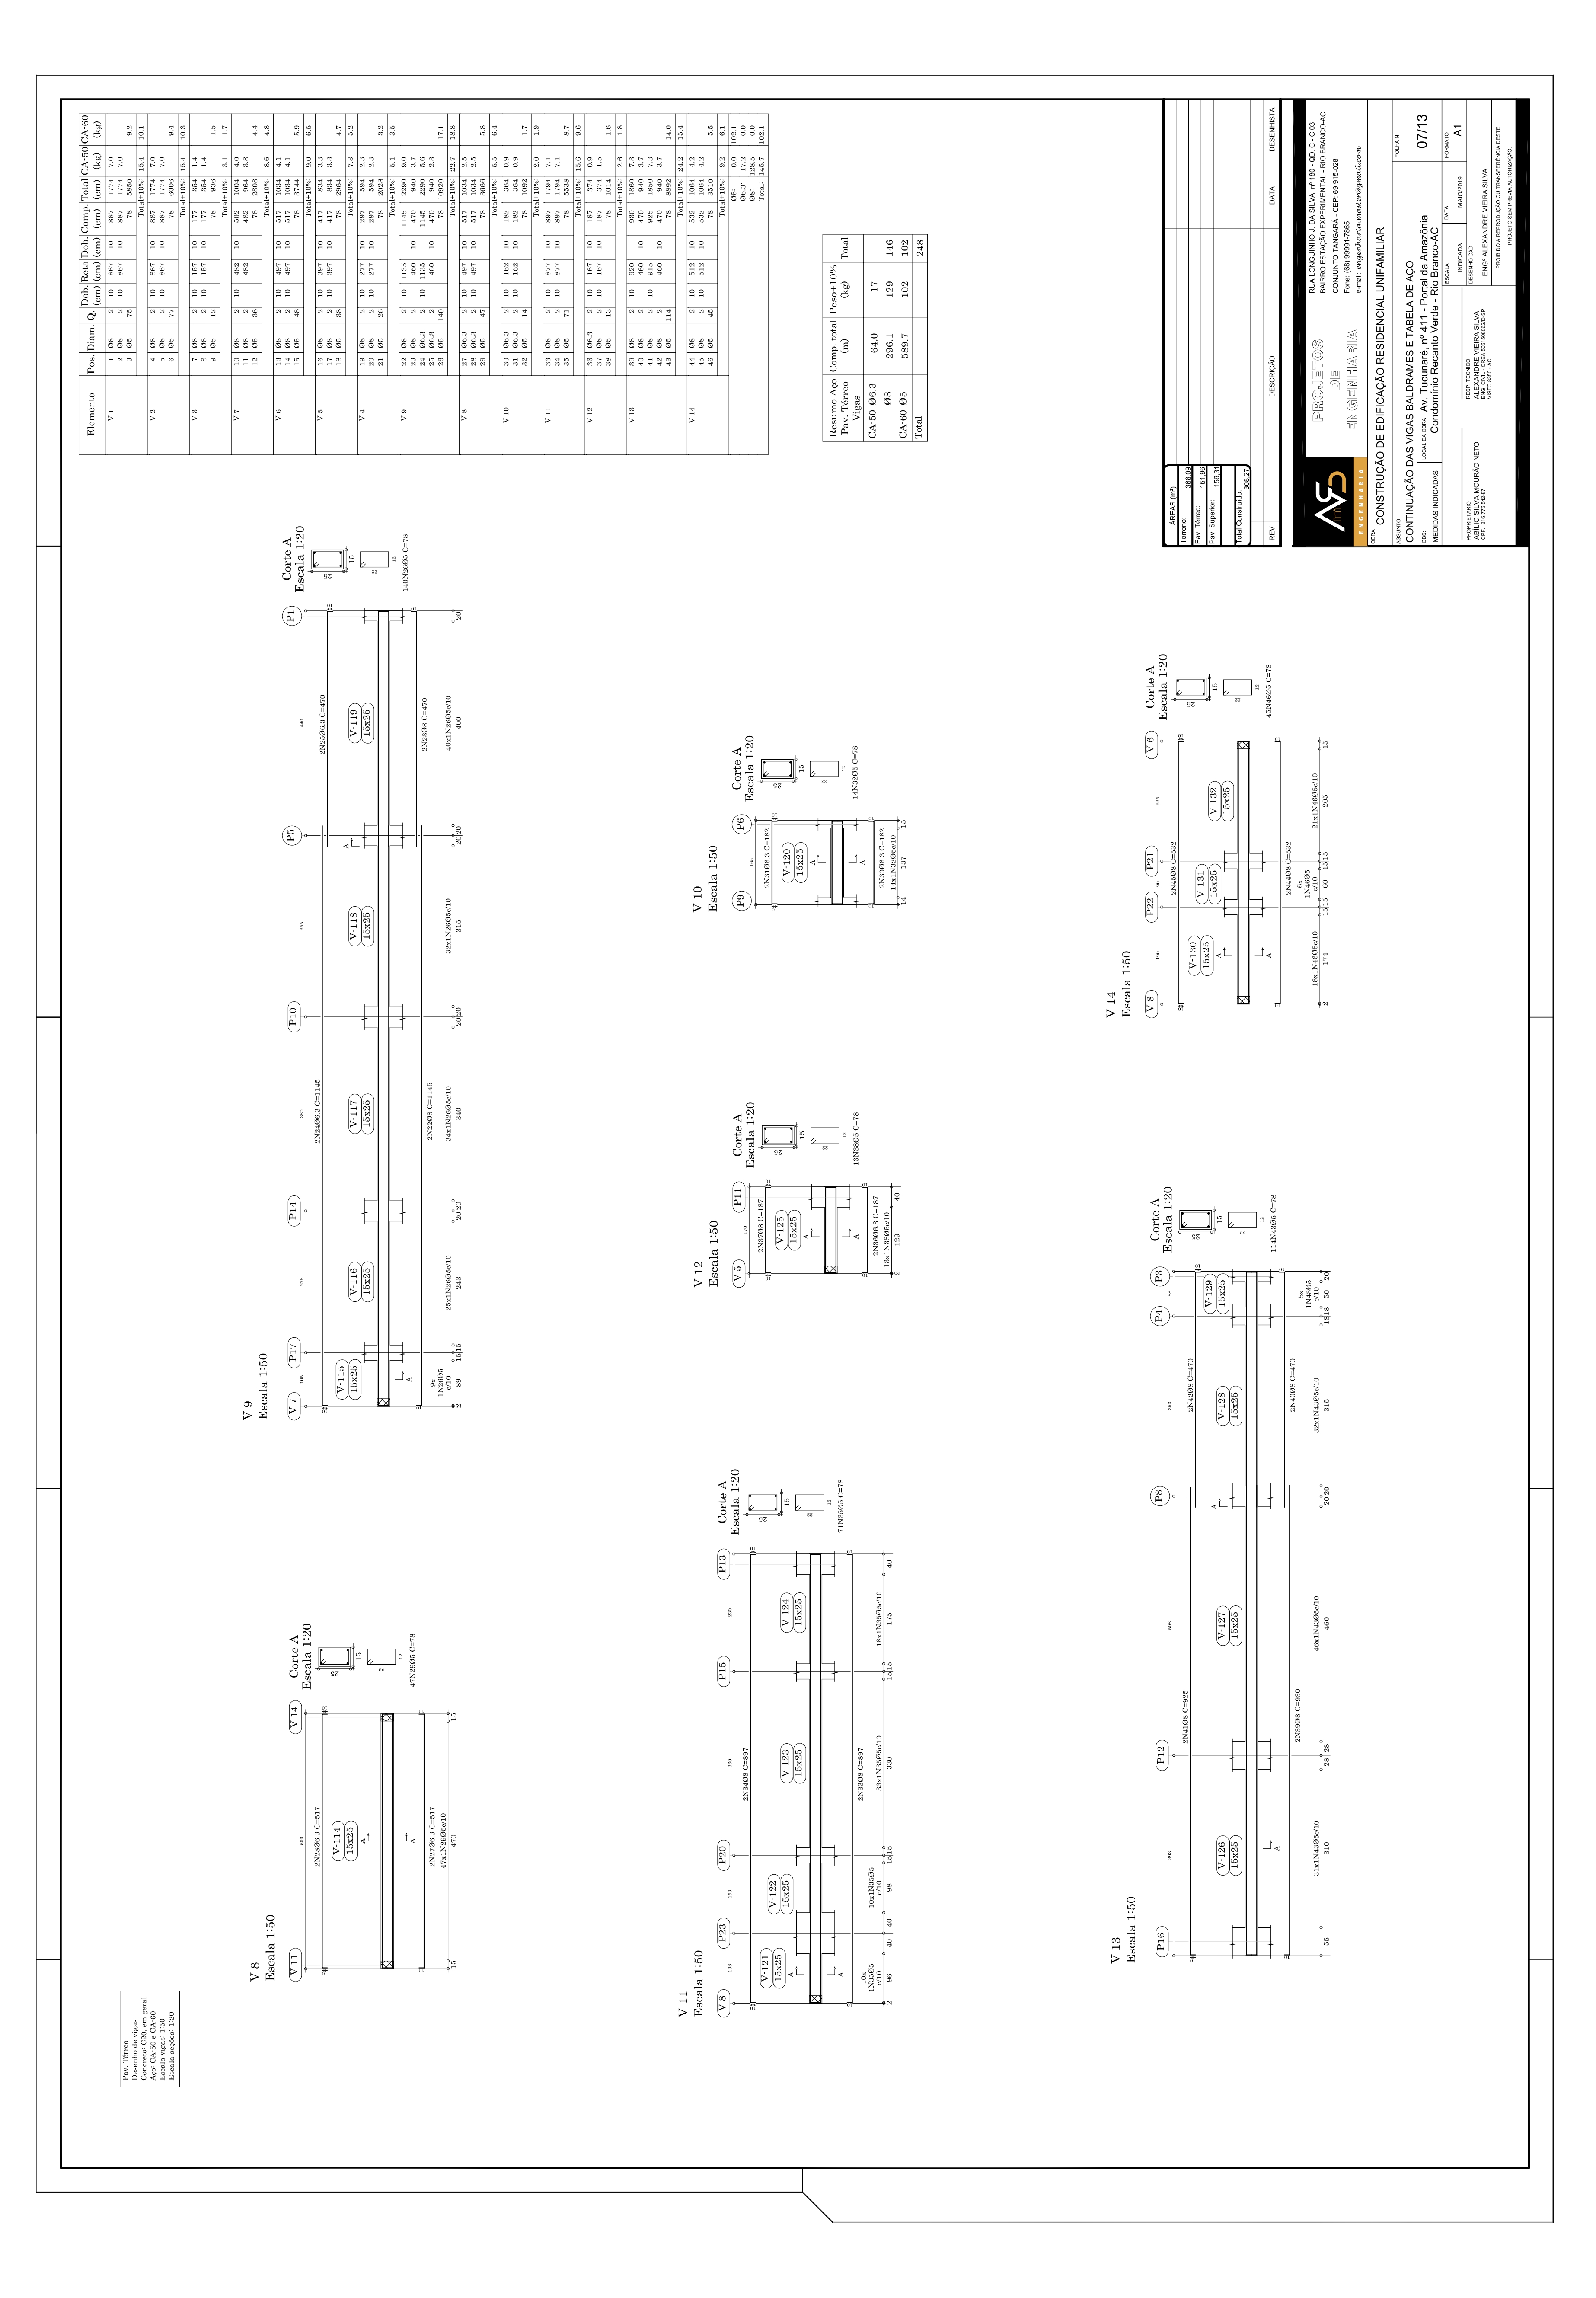 Pav. Térreo
Desenho de vigas
Concreto: C20, em geral
Aço: CA-50 e CA-60
Escala vigas: 1:50
Escala seções: 1:20
V 8
Escala 1:50
V 11
V 14
500
2N28Ø6.3 C=517
10
10
V-114
15x25
A
A
2N27Ø6.3 C=517
47x1N29Ø5c/10
15 470 15
Corte A
Escala 1:20
25
15
22
12
47N29Ø5 C=78
V 9
Escala 1:50
V 7 P17 P14 P10 P5 P1
105 278 380 355 440
2N24Ø6.3 C=1145
2N25Ø6.3 C=470
V-115
15x25
V-116
15x25
V-117
15x25
V-118
15x25
V-119
15x25
A
A
2N22Ø8 C=1145
2N23Ø8 C=470
9x
1N26Ø5
c/10
25x1N26Ø5c/10 34x1N26Ø5c/10 32x1N26Ø5c/10 40x1N26Ø5c/10
2 89 15 15 243 20 20 340 20 20 315 20 20 400 20
Corte A
Escala 1:20
25
15
22
12
140N26Ø5 C=78
V 11
Escala 1:50
V 8 P23 P20 P15 P13
138 153 360 230
2N34Ø8 C=897
V-121
15x25
V-122
15x25
V-123
15x25
V-124
15x25
A
A
2N33Ø8 C=897
10x
1N35Ø5
c/10
10x1N35Ø5
c/10
33x1N35Ø5c/10 18x1N35Ø5c/10
2 96 40 40 98 15 15 330 15 15 175 40
Corte A
Escala 1:20
25
15
22
12
71N35Ø5 C=78
V 12
Escala 1:50
V 5 P11
170
2N37Ø8 C=187
V-125
15x25
A
A
2N36Ø6.3 C=187
13x1N38Ø5c/10
2 129 40
Corte A
Escala 1:20
25
15
22
12
13N38Ø5 C=78
V 10
Escala 1:50
P9 P6
165
2N31Ø6.3 C=182
V-120
15x25
A
A
2N30Ø6.3 C=182
14x1N32Ø5c/10
14 137 15
Corte A
Escala 1:20
25
15
22
12
14N32Ø5 C=78
V 13
Escala 1:50
P16 P12 P8 P4 P3
393 508 353 88
2N41Ø8 C=925
2N42Ø8 C=470
V-126
15x25
V-127
15x25
V-128
15x25
V-129
15x25
A
A
2N39Ø8 C=930
2N40Ø8 C=470
31x1N43Ø5c/10 46x1N43Ø5c/10 32x1N43Ø5c/10
5x
1N43Ø5
c/10
55 310 28 28 460 20 20 315 18 18 50 20
Corte A
Escala 1:20
25
15
22
12
114N43Ø5 C=78
V 14
Escala 1:50
V 8 P22 P21 V 6
190 90 235
2N45Ø8 C=532
V-130
15x25
V-131
15x25
V-132
15x25
A
A
2N44Ø8 C=532
18x1N46Ø5c/10
6x
1N46Ø5
c/10
21x1N46Ø5c/10
2 174 15 15 60 15 15 205 15
Corte A
Escala 1:20
25
15
22
12
45N46Ø5 C=78
Elemento Pos. Diam. Q. Dob. (cm) Reta (cm) Dob. (cm) Comp. (cm) Total (cm) CA-50 (kg) CA-60 (kg)
V 1 1 Ø8 2 10 867 10 887 1774 7.0
2 Ø8 2 10 867 10 887 1774 7.0
3 Ø5 75 78 5850 9.2
Total+10%: 15.4 10.1
V 2 4 Ø8 2 10 867 10 887 1774 7.0
5 Ø8 2 10 867 10 887 1774 7.0
6 Ø5 77 78 6006 9.4
Total+10%: 15.4 10.3
V 3 7 Ø8 2 10 157 10 177 354 1.4
8 Ø8 2 10 157 10 177 354 1.4
9 Ø5 12 78 936 1.5
Total+10%: 3.1 1.7
V 7 10 Ø8 2 10 482 10 502 1004 4.0
11 Ø8 2 482 482 964 3.8
12 Ø5 36 78 2808 4.4
Total+10%: 8.6 4.8
V 6 13 Ø8 2 10 497 10 517 1034 4.1
14 Ø8 2 10 497 10 517 1034 4.1
15 Ø5 48 78 3744 5.9
Total+10%: 9.0 6.5
V 5 16 Ø8 2 10 397 10 417 834 3.3
17 Ø8 2 10 397 10 417 834 3.3
18 Ø5 38 78 2964 4.7
Total+10%: 7.3 5.2
V 4 19 Ø8 2 10 277 10 297 594 2.3
20 Ø8 2 10 277 10 297 594 2.3
21 Ø5 26 78 2028 3.2
Total+10%: 5.1 3.5
V 9 22 Ø8 2 10 1135 1145 2290 9.0
23 Ø8 2 460 10 470 940 3.7
24 Ø6.3 2 10 1135 1145 2290 5.6
25 Ø6.3 2 460 10 470 940 2.3
26 Ø5 140 78 10920 17.1
Total+10%: 22.7 18.8
V 8 27 Ø6.3 2 10 497 10 517 1034 2.5
28 Ø6.3 2 10 497 10 517 1034 2.5
29 Ø5 47 78 3666 5.8
Total+10%: 5.5 6.4
V 10 30 Ø6.3 2 10 162 10 182 364 0.9
31 Ø6.3 2 10 162 10 182 364 0.9
32 Ø5 14 78 1092 1.7
Total+10%: 2.0 1.9
V 11 33 Ø8 2 10 877 10 897 1794 7.1
34 Ø8 2 10 877 10 897 1794 7.1
35 Ø5 71 78 5538 8.7
Total+10%: 15.6 9.6
V 12 36 Ø6.3 2 10 167 10 187 374 0.9
37 Ø8 2 10 167 10 187 374 1.5
38 Ø5 13 78 1014 1.6
Total+10%: 2.6 1.8
V 13 39 Ø8 2 10 920 930 1860 7.3
40 Ø8 2 460 10 470 940 3.7
41 Ø8 2 10 915 925 1850 7.3
42 Ø8 2 460 10 470 940 3.7
43 Ø5 114 78 8892 14.0
Total+10%: 24.2 15.4
V 14 44 Ø8 2 10 512 10 532 1064 4.2
45 Ø8 2 10 512 10 532 1064 4.2
46 Ø5 45 78 3510 5.5
Total+10%: 9.2 6.1
Ø5: 0.0 102.1
Ø6.3: 17.2 0.0
Ø8: 128.5 0.0
Total: 145.7 102.1
Resumo Aço Comp. total Peso+10%
Pav. Térreo (m) (kg) Total
Vigas
CA-50 Ø6.3 64.0 17
Ø8 296.1 129 146
CA-60 Ø5 589.7 102 102
Total 248
ÁREAS (m²)
Terreno: 368,09
Pav. Térreo: 151,96
Pav. Superior: 156,31
Total Construído: 308,27
REV DESCRIÇÃO DATA DESENHISTA
ENGENHARIA
PROJETOS
DE
ENGENHARIA
RUA LONGUINHO J. DA SILVA, nº 180 - QD. C - C.03
BAIRRO ESTAÇÃO EXPERIMENTAL - RIO BRANCO-AC
CONJUNTO TANGARÁ - CEP: 69.915-028
Fone: (68) 99991-7865
e-mail: engenharia.master@gmail.com
OBRA
CONSTRUÇÃO DE EDIFICAÇÃO RESIDENCIAL UNIFAMILIAR
ASSUNTO
CONTINUAÇÃO DAS VIGAS BALDRAMES E TABELA DE AÇO
FOLHA N.
07/13
OBS:
MEDIDAS INDICADAS
LOCAL DA OBRA Av. Tucunaré, nº 411 - Portal da Amazônia
Condomínio Recanto Verde - Rio Branco-AC
ESCALA
INDICADA
DATA
MAIO/2019
FORMATO
A1
PROPRIETARIO
ABÍLIO SILVA MOURÃO NETO
CPF.: 216.776.542-87
RESP. TECNICO
ALEXANDRE VIEIRA SILVA
ENG. CIVIL - CREA 5061508062/D-SP
VISTO 8350 - AC
DESENHO CAD
ENGº ALEXANDRE VIEIRA SILVA
PROIBIDO A REPRODUÇÃO OU TRANSFERÊNCIA DESTE
PROJETO SEM PREVIA AUTORIZAÇÃO.